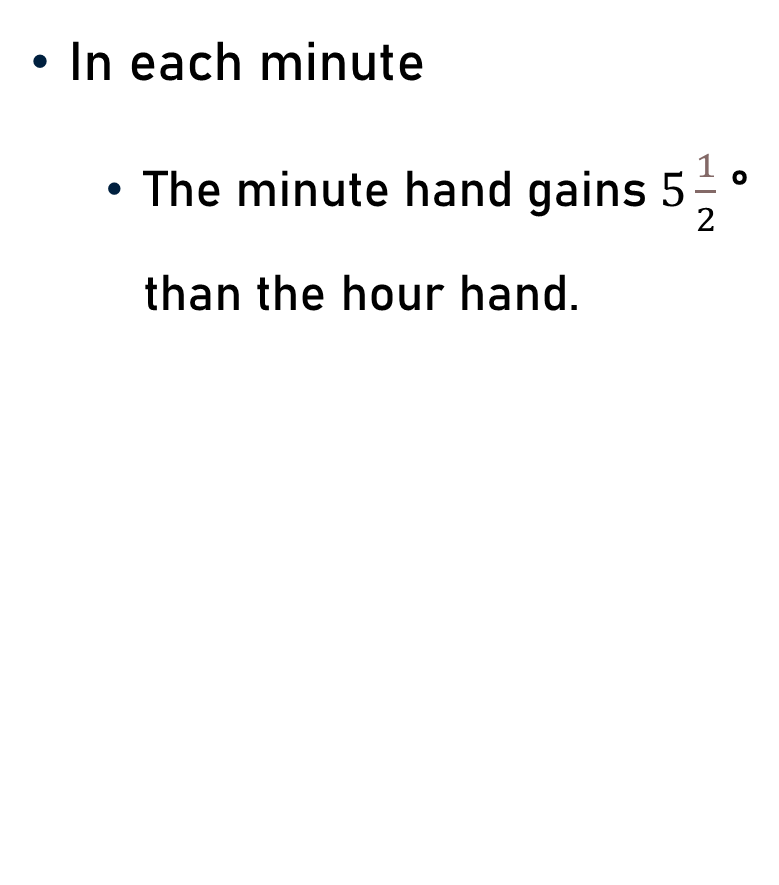 • In each minute
• The minute hand gains 5 1/2 °
than the hour hand.